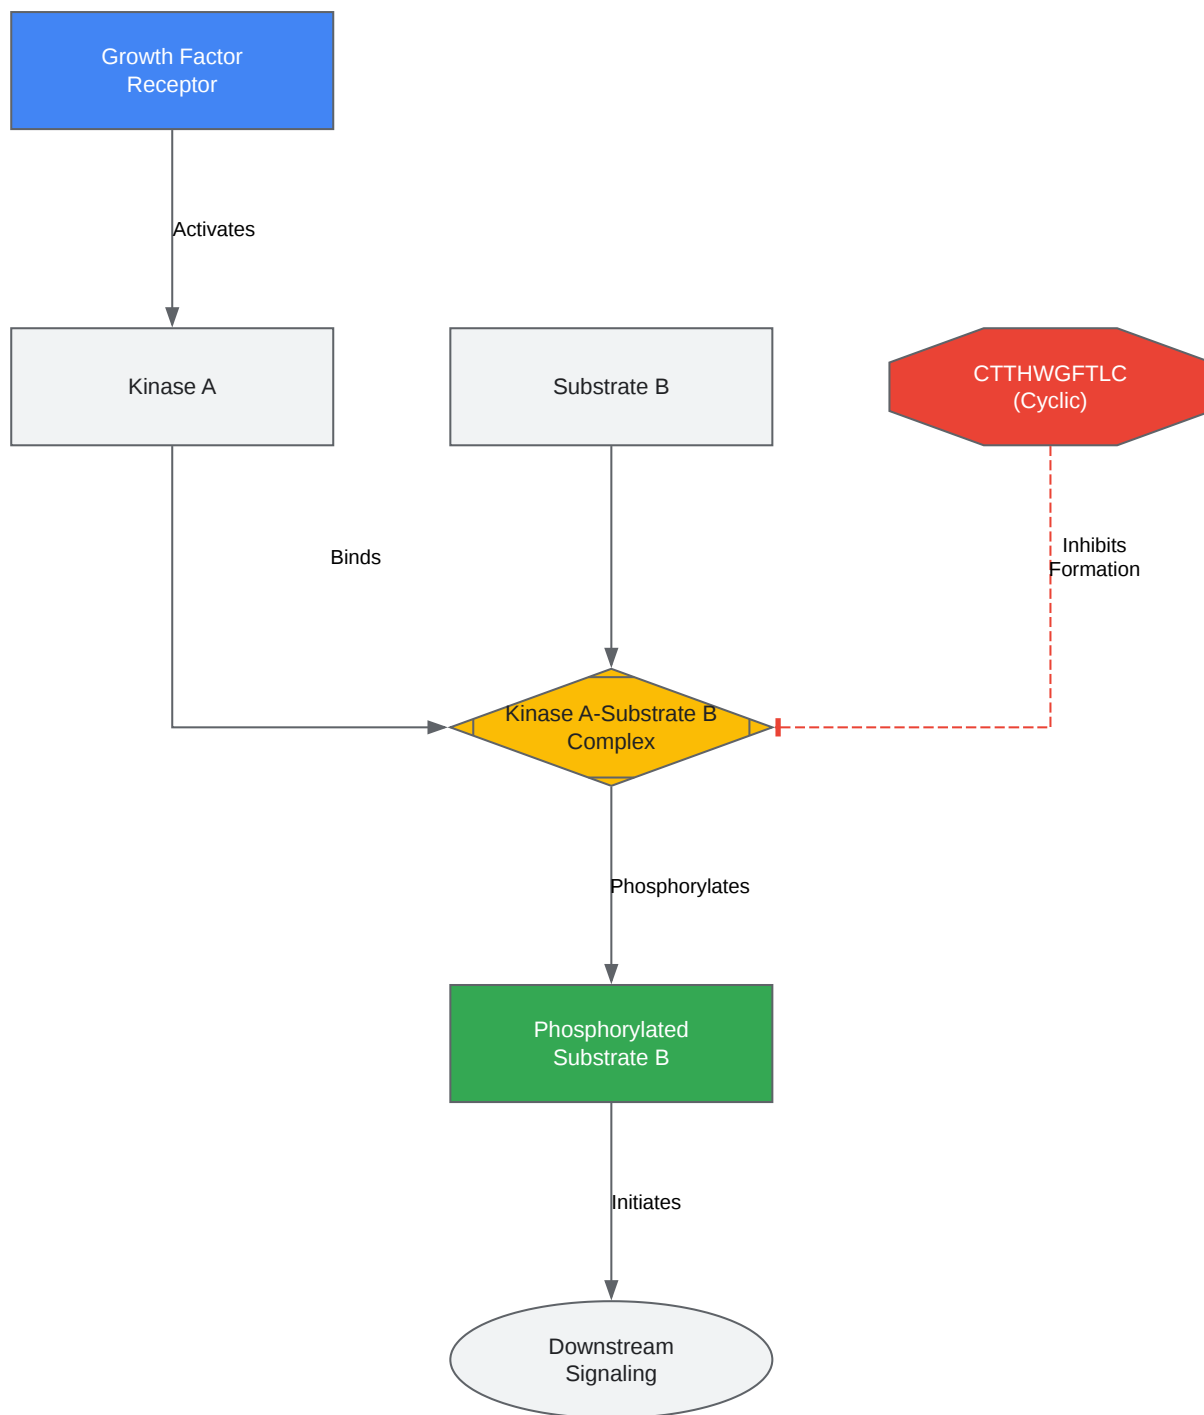 Growth Factor
Receptor
Activates
Kinase A
Substrate B
CTTHWGFTLC
(Cyclic)
Binds
Inhibits
Formation
Kinase A-Substrate B
Complex
Phosphorylates
Phosphorylated
Substrate B
Initiates
Downstream
Signaling